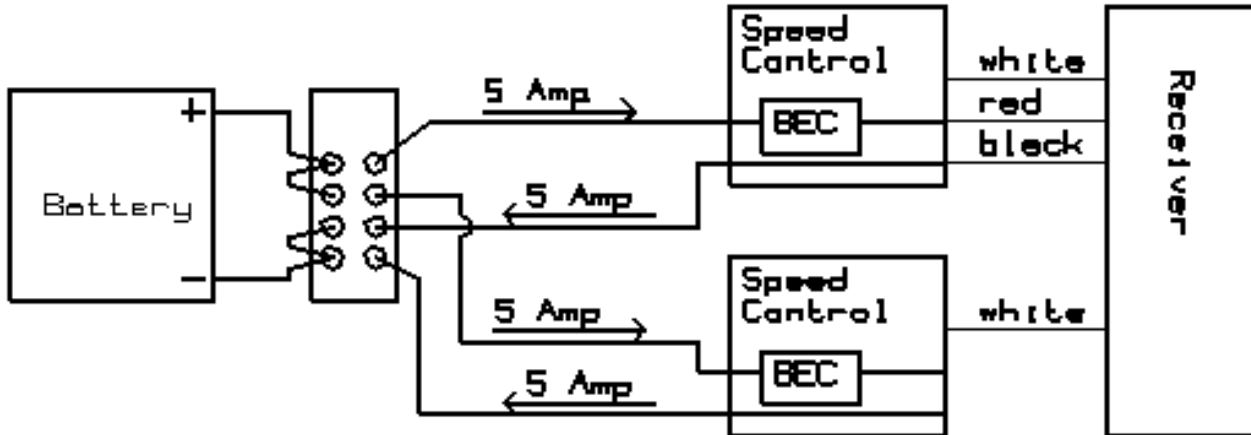 Speed
Control
white
5 Amp
red
+
BEC
black
Battery
5 Amp
Receiver
−
Speed
Control
5 Amp
white
BEC
5 Amp